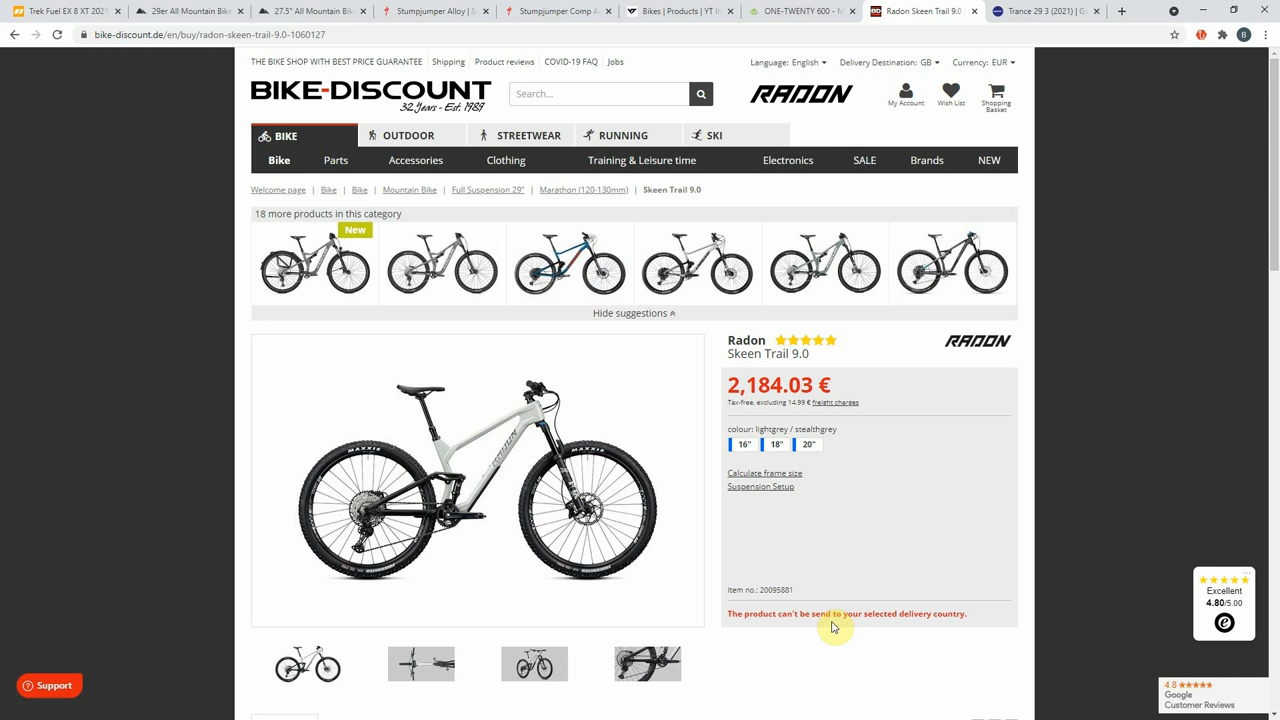 Trek Fuel EX 8 XT 2021
29er All Mountain Bike
27.5" All Mountain Bik
Stumpjumper Alloy | Sp
Stumpjumper Comp A
Bikes | Products | YT I
ONE-TWENTY 600 - M
Radon Skeen Trail 9.0
Trance 29 3 (2021) | G
bike-discount.de/en/buy/radon-skeen-trail-9.0-1060127
B
THE BIKE SHOP WITH BEST PRICE GUARANTEE
Shipping
Product reviews
COVID-19 FAQ
Jobs
Language: English
Delivery Destination: GB
Currency: EUR
BIKE-DISCOUNT
32 Years - Est. 1989
Search...
RADON
My Account
Wish List
Shopping
Basket
BIKE
OUTDOOR
STREETWEAR
RUNNING
SKI
Bike
Parts
Accessories
Clothing
Training & Leisure time
Electronics
SALE
Brands
NEW
Welcome page | Bike | Bike | Mountain Bike | Full Suspension 29" | Marathon (120-130mm) | Skeen Trail 9.0
18 more products in this category
New
Hide suggestions
MAXXIS
MAXXIS
RADON
Radon
RADON
Skeen Trail 9.0
2,184.03 €
Tax-free, excluding 14.99 € freight charges
colour: lightgrey / stealthgrey
16"
18"
20"
Calculate frame size
Suspension Setup
Item no.: 20095881
The product can't be send to your selected delivery country.
Excellent
4.80/5.00
e
Support
4.8
Google
Customer Reviews